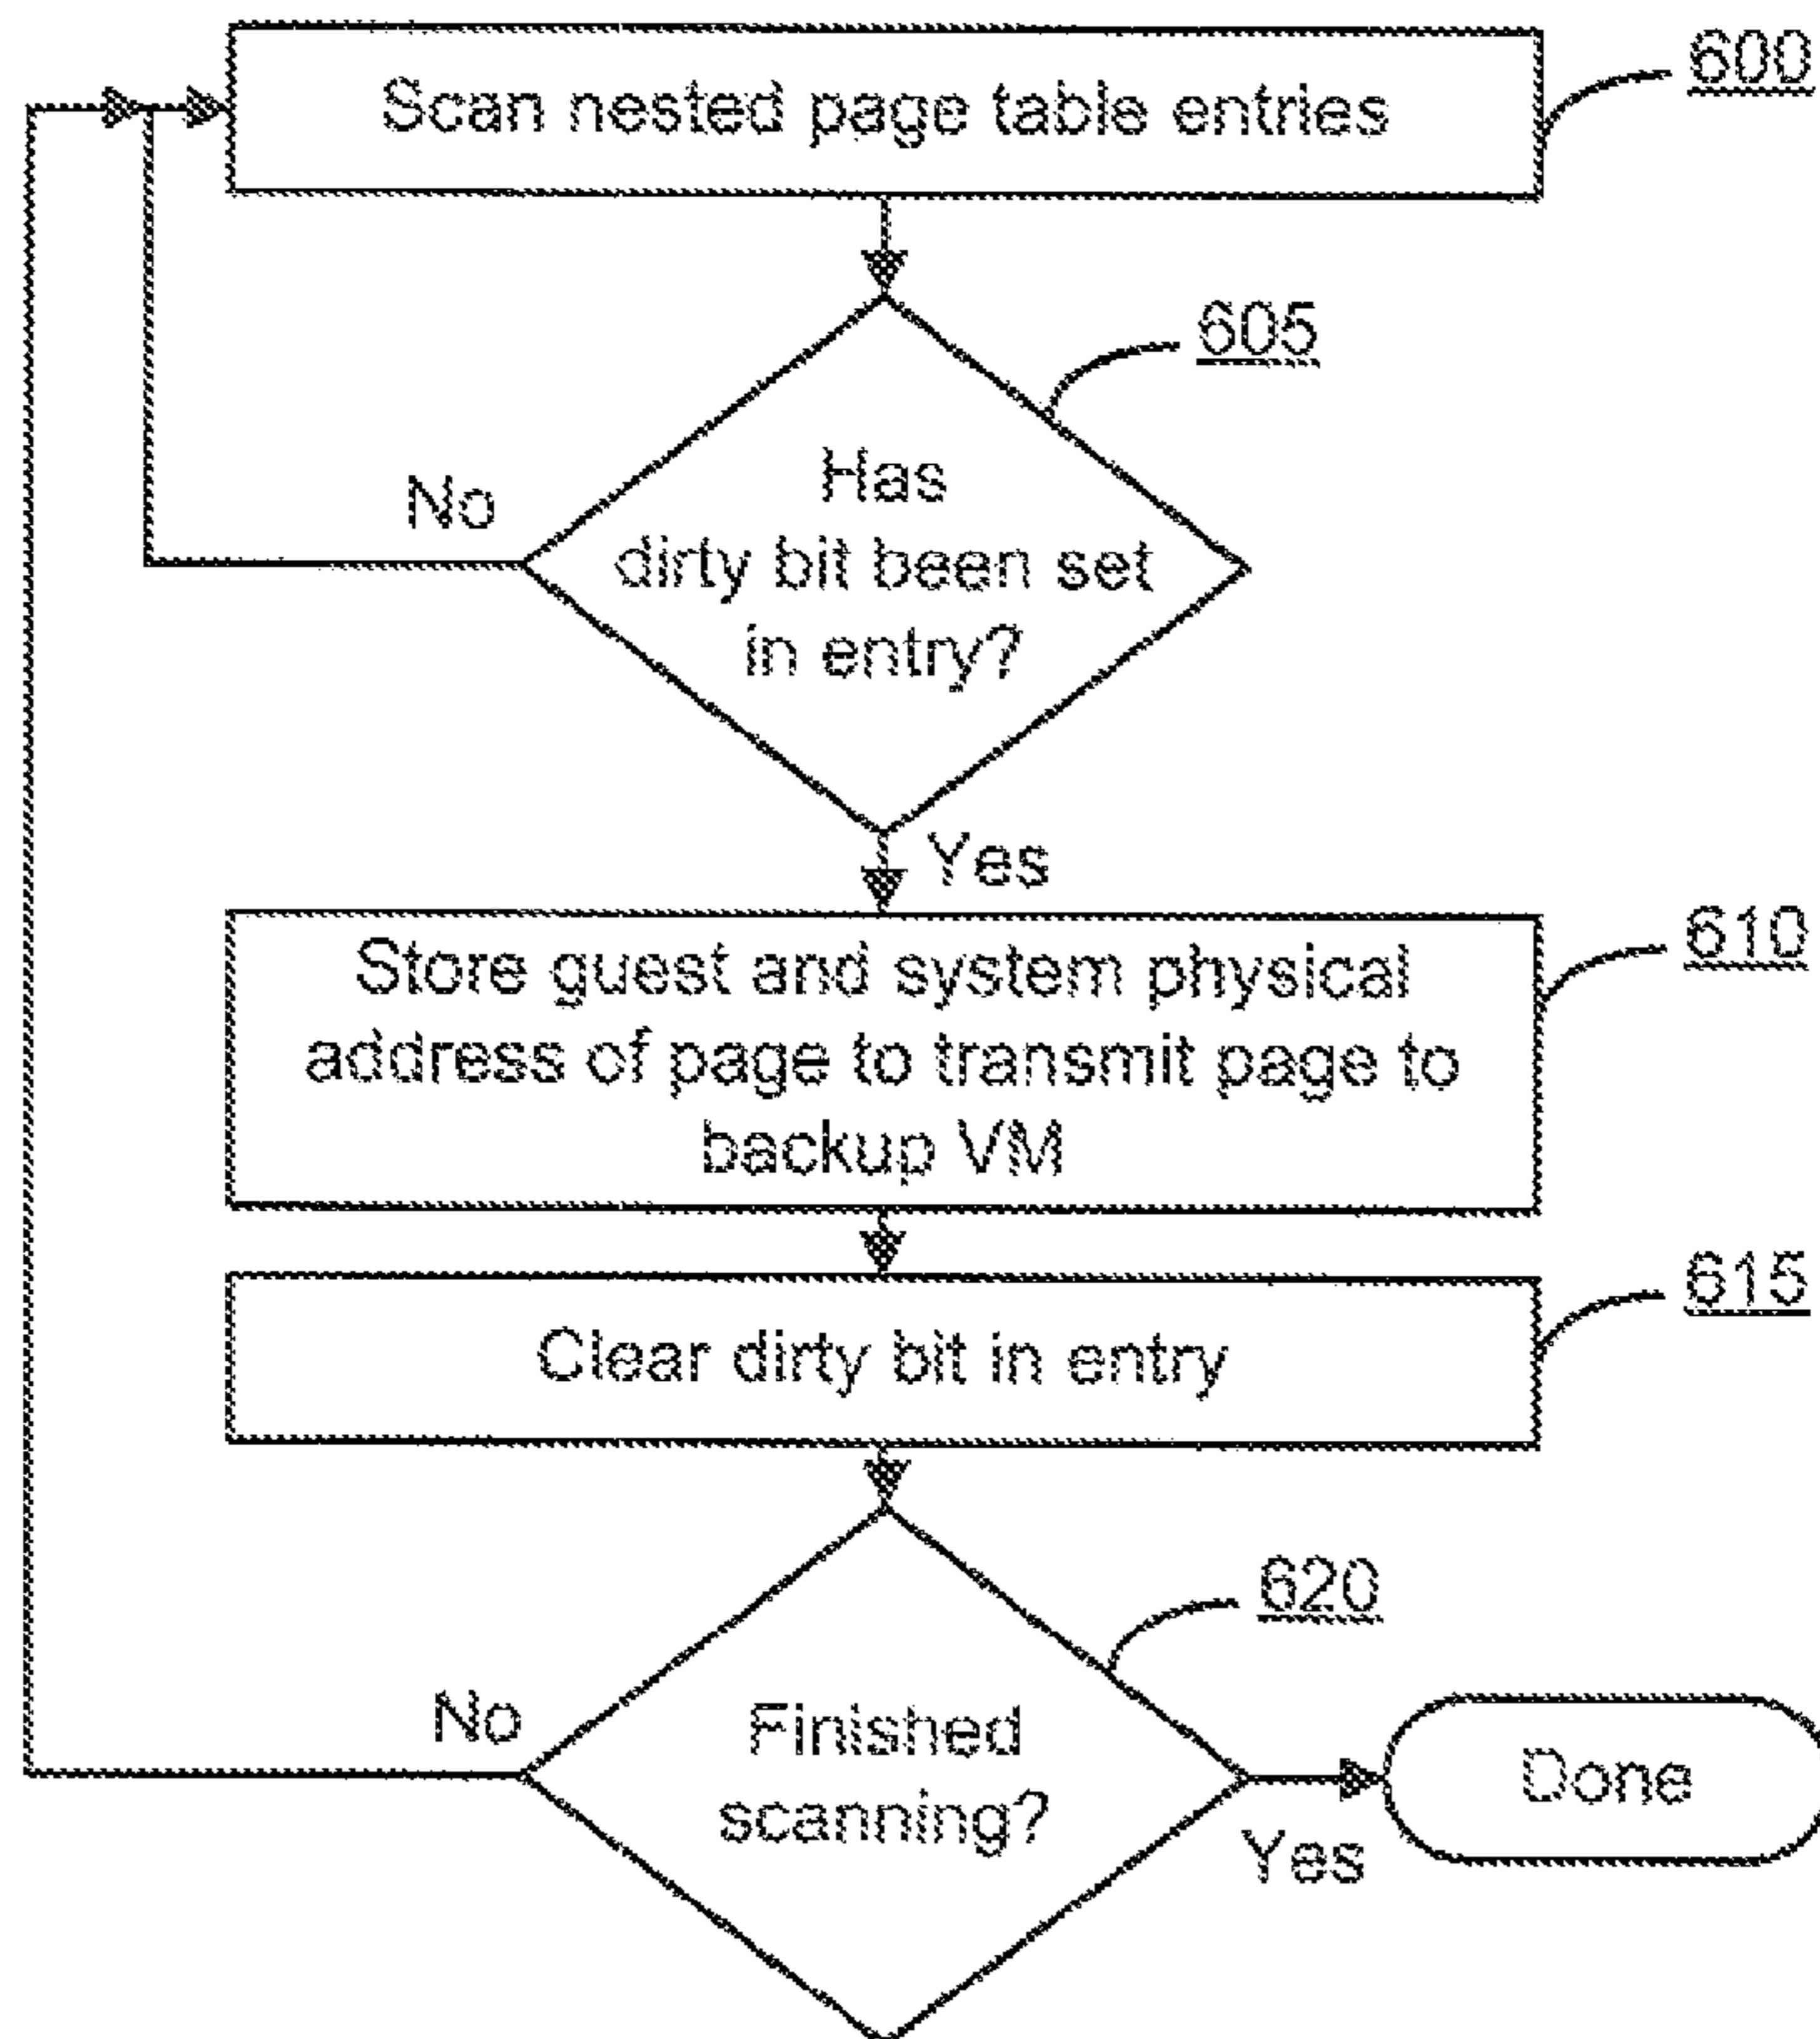 600
Scan nested page table entries
605
Has
dirty bit been set
in entry?
No
Yes
610
Store guest and system physical
address of page to transmit page to
backup VM
615
Clear dirty bit in entry
620
Finished
scanning?
No
Yes
Done